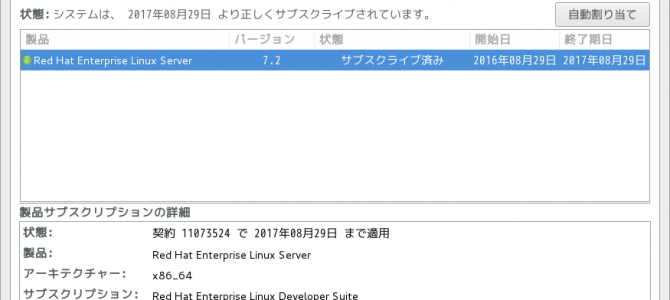 状態: システムは、 2017年08月29日 より正しくサブスクライブされています。 自動割り当て
製品 バージョン 状態 開始日 終了期日
Red Hat Enterprise Linux Server 7.2 サブスクライブ済み 2016年08月29日 2017年08月29日
製品サブスクリプションの詳細
状態: 契約 11073524 で 2017年08月29日 まで適用
製品: Red Hat Enterprise Linux Server
アーキテクチャー: x86_64
サブスクリプション: Red Hat Enterprise Linux Developer Suite